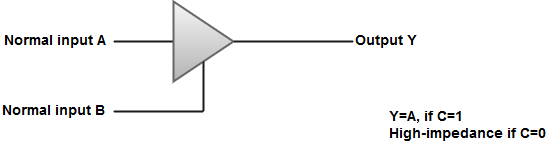 Normal input A
Output Y
Normal input B
Y=A, if C=1
High-impedance if C=0